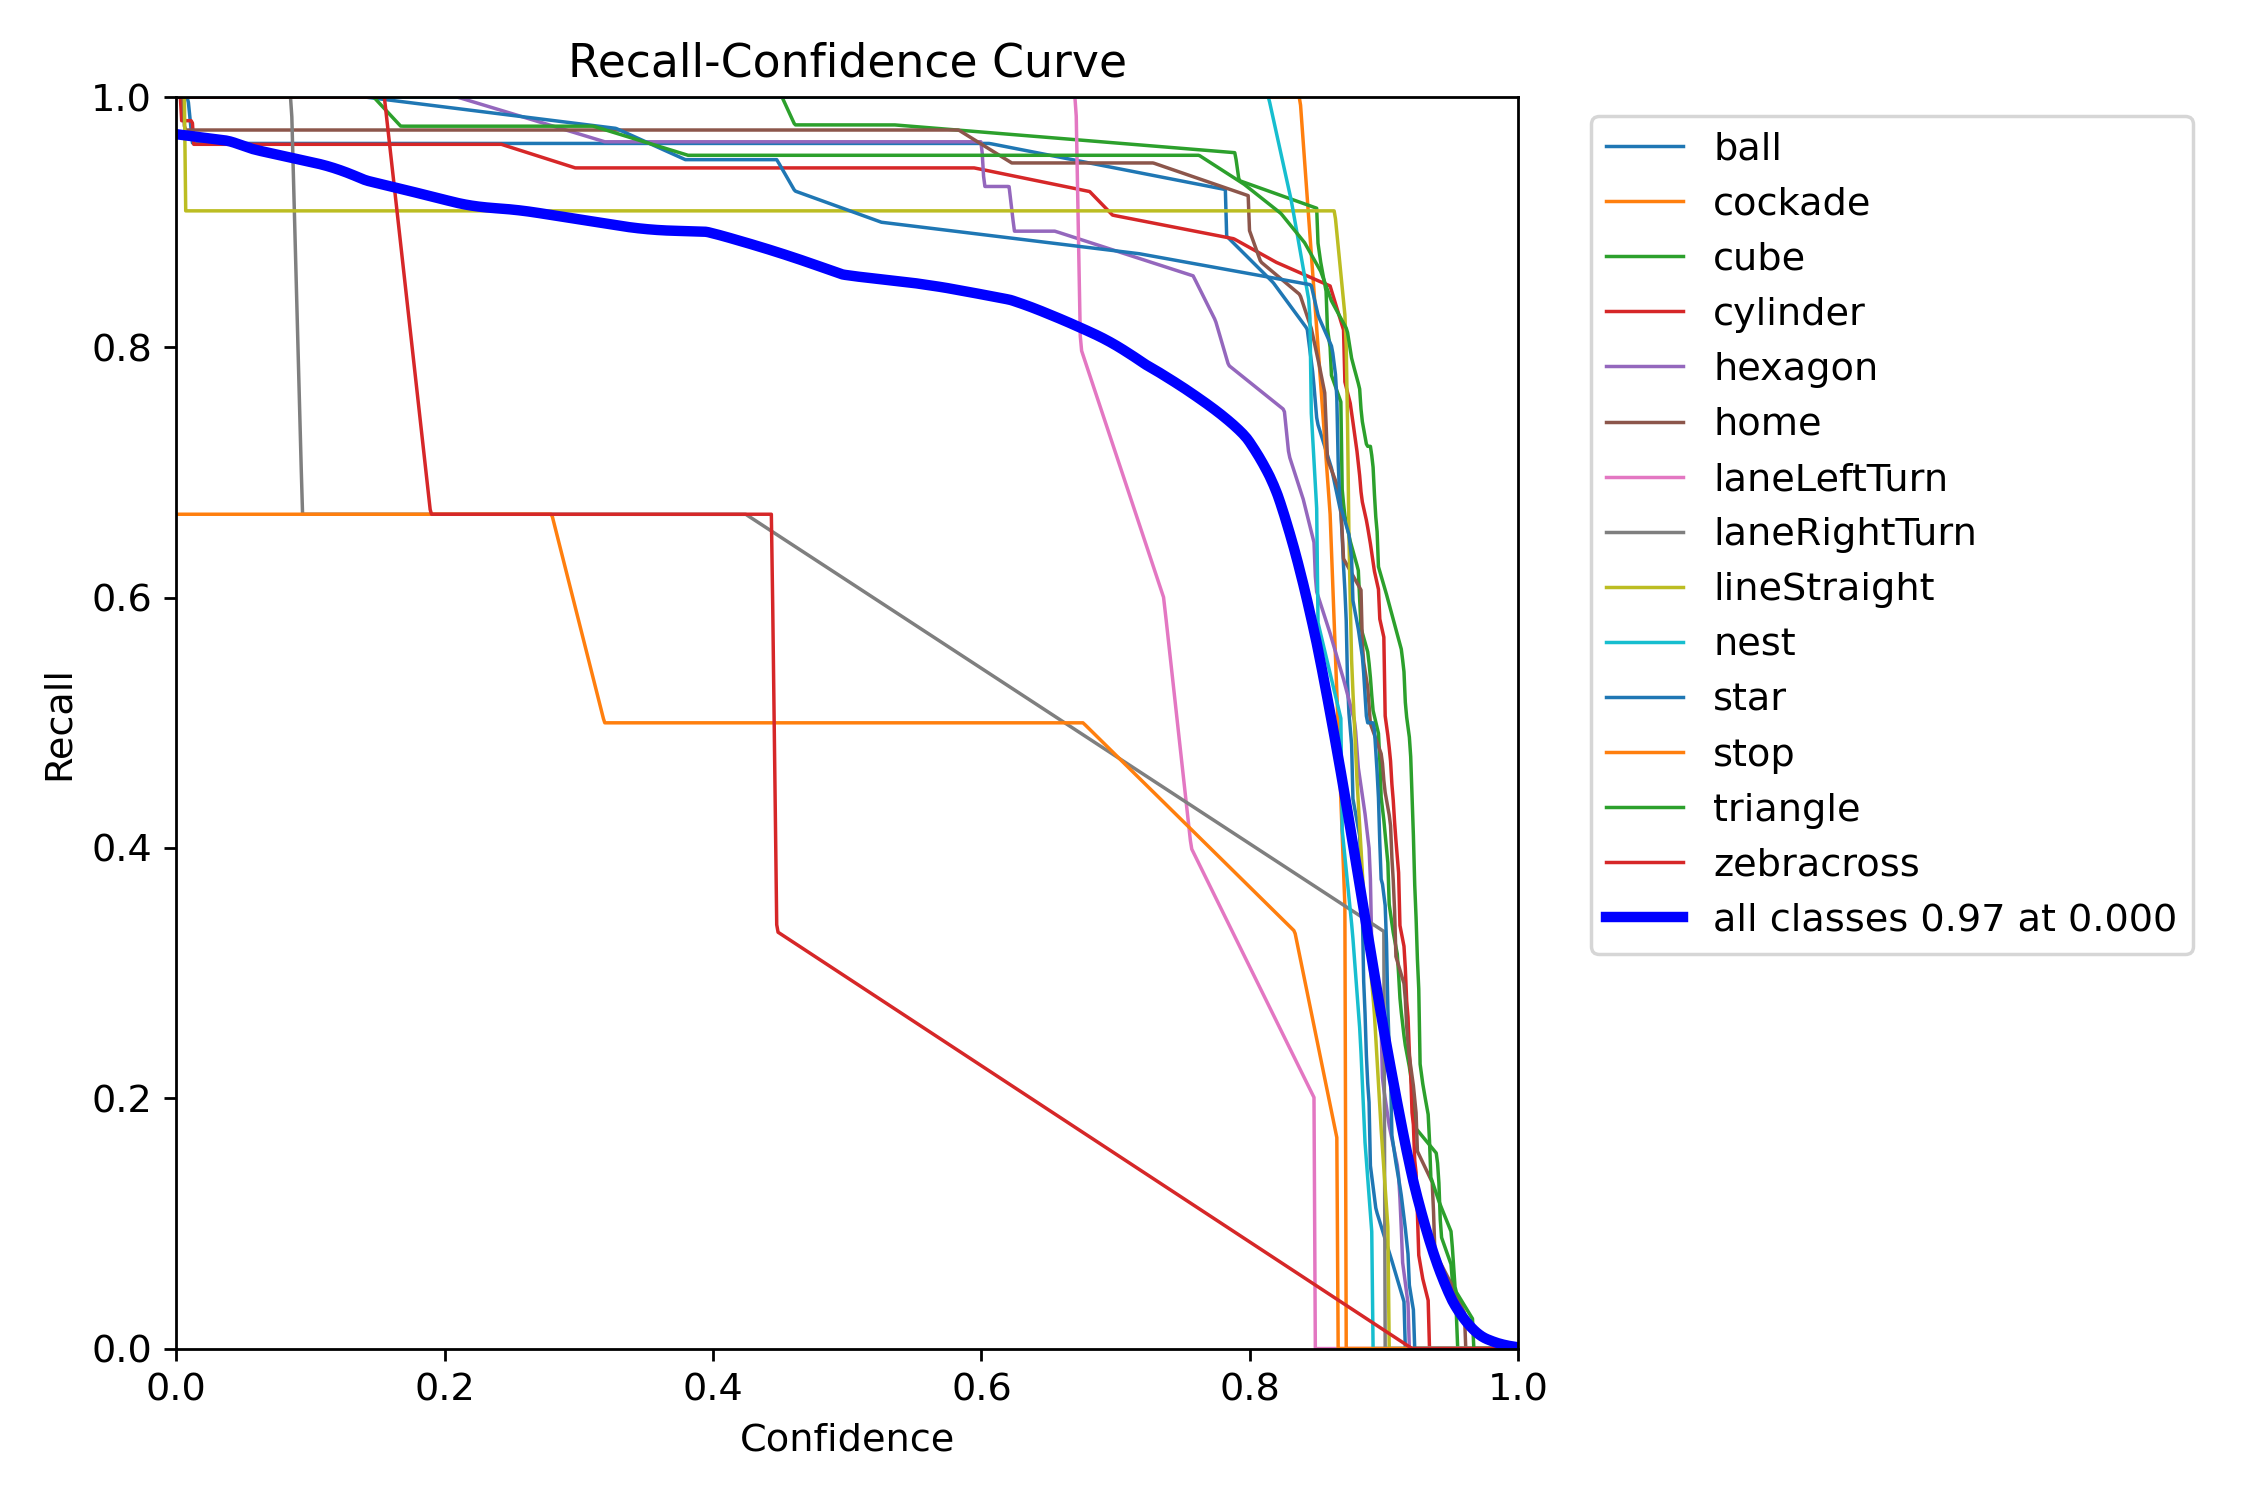 Recall-Confidence Curve
1.0
0.8
0.6
0.4
0.2
0.0
Recall
0.0 0.2 0.4 0.6 0.8 1.0
Confidence
ball
cockade
cube
cylinder
hexagon
home
laneLeftTurn
laneRightTurn
lineStraight
nest
star
stop
triangle
zebracross
all classes 0.97 at 0.000